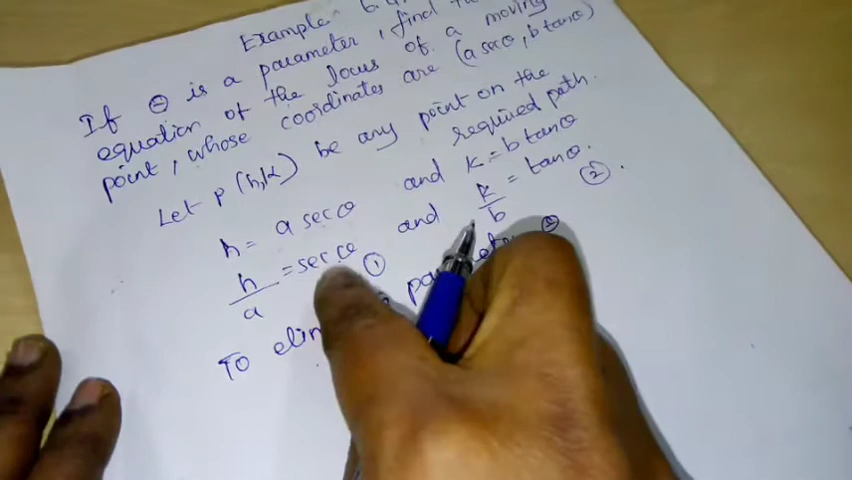 Example- 6.
If ⊖ is a parameter, find
equation of the locus of a moving
point, whose coordinates are (a secθ, b tanθ)
Let P(h,k) be any point on the
required path.
h = a secθ and k = b tanθ
h/a = secθ ① and k/b = tanθ. ② .
To elim